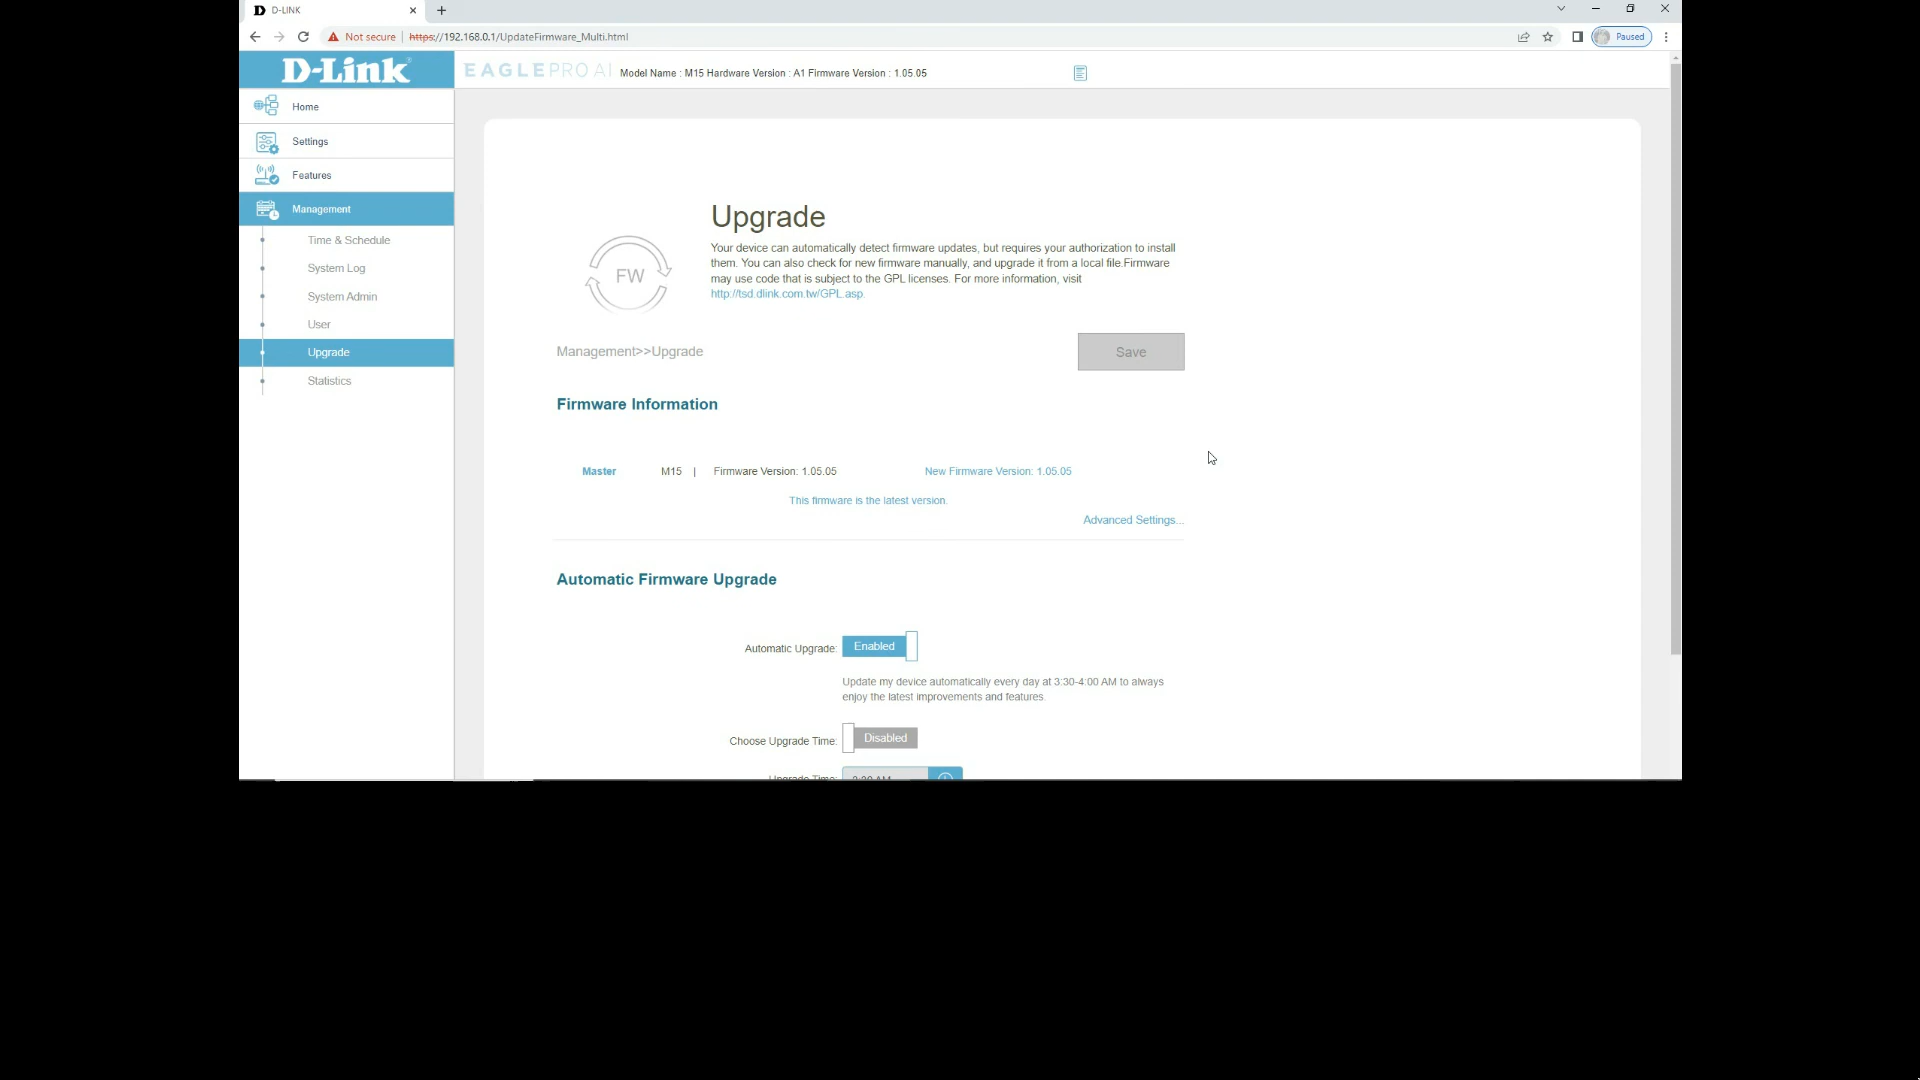 D-LINK
Not secure | https://192.168.0.1/UpdateFirmware_Multi.html
Paused
D-Link
EAGLE PRO AI Model Name : M15 Hardware Version : A1 Firmware Version : 1.05.05
Home
Settings
Features
Management
Time & Schedule
System Log
System Admin
User
Upgrade
Statistics
Upgrade
FW
Your device can automatically detect firmware updates, but requires your authorization to install
them. You can also check for new firmware manually, and upgrade it from a local file.Firmware
may use code that is subject to the GPL licenses. For more information, visit
http://tsd.dlink.com.tw/GPL.asp.
Management>>Upgrade
Save
Firmware Information
Master M15 | Firmware Version: 1.05.05 New Firmware Version: 1.05.05
This firmware is the latest version.
Advanced Settings...
Automatic Firmware Upgrade
Automatic Upgrade: Enabled
Update my device automatically every day at 3:30-4:00 AM to always
enjoy the latest improvements and features.
Choose Upgrade Time: Disabled
Upgrade Time: